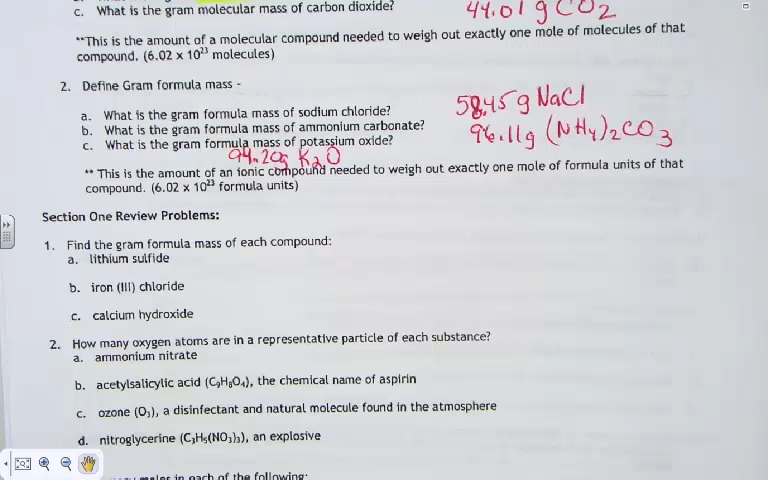 c. What is the gram molecular mass of carbon dioxide? 44.01 g CO2
**This is the amount of a molecular compound needed to weigh out exactly one mole of molecules of that
compound. (6.02 x 10²³ molecules)
2. Define Gram formula mass -
a. What is the gram formula mass of sodium chloride? 58.45 g NaCl
b. What is the gram formula mass of ammonium carbonate? 96.11g (NH4)2CO3
c. What is the gram formula mass of potassium oxide?
94.20g K2O
** This is the amount of an ionic compound needed to weigh out exactly one mole of formula units of that
compound. (6.02 x 10²³ formula units)
Section One Review Problems:
1. Find the gram formula mass of each compound:
a. lithium sulfide
b. iron (III) chloride
c. calcium hydroxide
2. How many oxygen atoms are in a representative particle of each substance?
a. ammonium nitrate
b. acetylsalicylic acid (C₉H₈O₄), the chemical name of aspirin
c. ozone (O₃), a disinfectant and natural molecule found in the atmosphere
d. nitroglycerine (C₃H₅(NO₃)₃), an explosive
moles in each of the following: